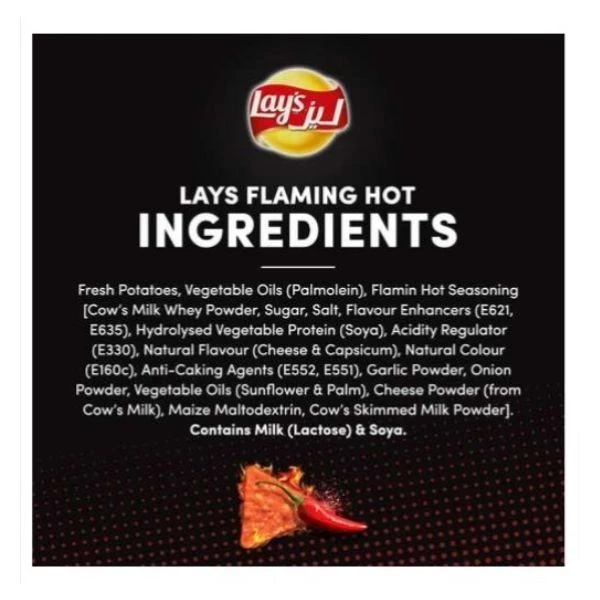 Lay's ليز
LAYS FLAMING HOT
INGREDIENTS
Fresh Potatoes, Vegetable Oils (Palmolein), Flamin Hot Seasoning
[Cow's Milk Whey Powder, Sugar, Salt, Flavour Enhancers (E621,
E635), Hydrolysed Vegetable Protein (Soya), Acidity Regulator
(E330), Natural Flavour (Cheese & Capsicum), Natural Colour
(E160c), Anti-Caking Agents (E552, E551), Garlic Powder, Onion
Powder, Vegetable Oils (Sunflower & Palm), Cheese Powder (from
Cow's Milk), Maize Maltodextrin, Cow's Skimmed Milk Powder].
Contains Milk (Lactose) & Soya.